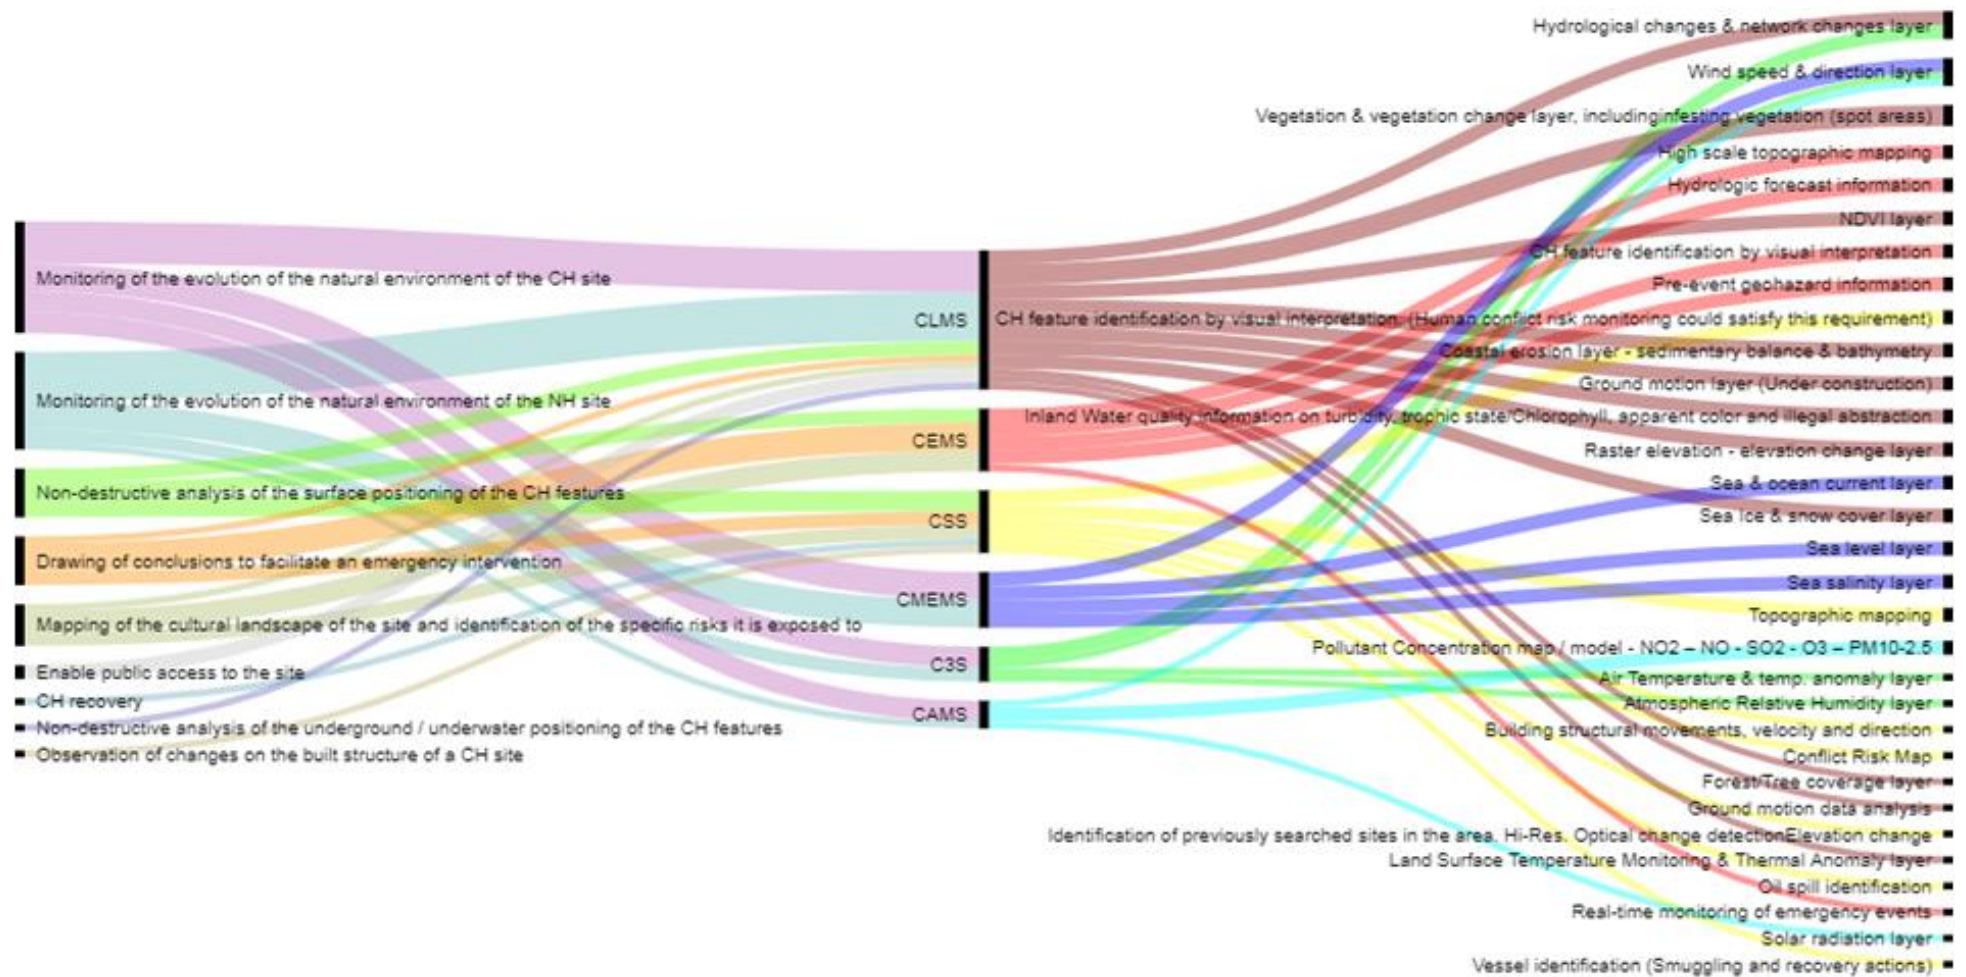 Monitoring of the evolution of the natural environment of the CH site
Monitoring of the evolution of the natural environment of the NH site
Non-destructive analysis of the surface positioning of the CH features
Drawing of conclusions to facilitate an emergency intervention
Mapping of the cultural landscape of the site and identification of the specific risks it is exposed to
Enable public access to the site
CH recovery
Non-destructive analysis of the underground / underwater positioning of the CH features
Observation of changes on the built structure of a CH site
CLMS
CEMS
CSS
CMEMS
C3S
CAMS
Hydrological changes & network changes layer
Wind speed & direction layer
Vegetation & vegetation change layer, includinginfesting vegetation (spot areas)
High scale topographic mapping
Hydrologic forecast information
NDVI layer
CH feature identification by visual interpretation
Pre-event geohazard information
CH feature identification by visual interpretation. (Human conflict risk monitoring could satisfy this requirement)
Coastal erosion layer - sedimentary balance & bathymetry
Ground motion layer (Under construction)
Inland Water quality information on turbidity, trophic state/Chlorophyll, apparent color and illegal abstraction
Raster elevation - elevation change layer
Sea & ocean current layer
Sea Ice & snow cover layer
Sea level layer
Sea salinity layer
Topographic mapping
Pollutant Concentration map / model - NO2 – NO - SO2 - O3 – PM10-2.5
Air Temperature & temp. anomaly layer
Atmospheric Relative Humidity layer
Building structural movements, velocity and direction
Conflict Risk Map
Forest/Tree coverage layer
Ground motion data analysis
Identification of previously searched sites in the area. Hi-Res. Optical change detectionElevation change
Land Surface Temperature Monitoring & Thermal Anomaly layer
Oil spill identification
Real-time monitoring of emergency events
Solar radiation layer
Vessel identification (Smuggling and recovery actions)